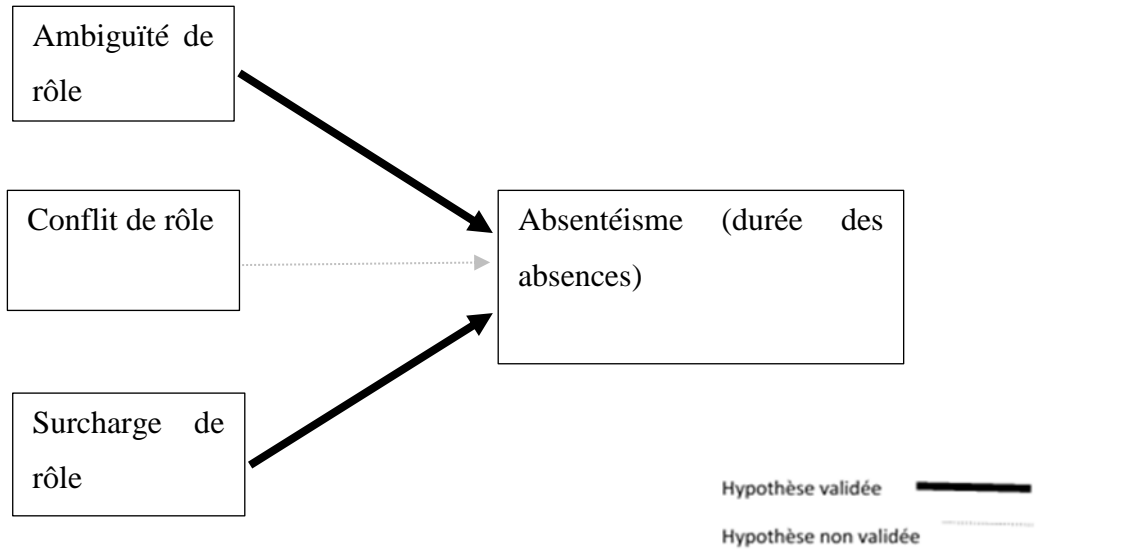 Ambiguïté de
rôle
Conflit de rôle
Absentéisme (durée des
absences)
Surcharge de
rôle
Hypothèse validée
Hypothèse non validée